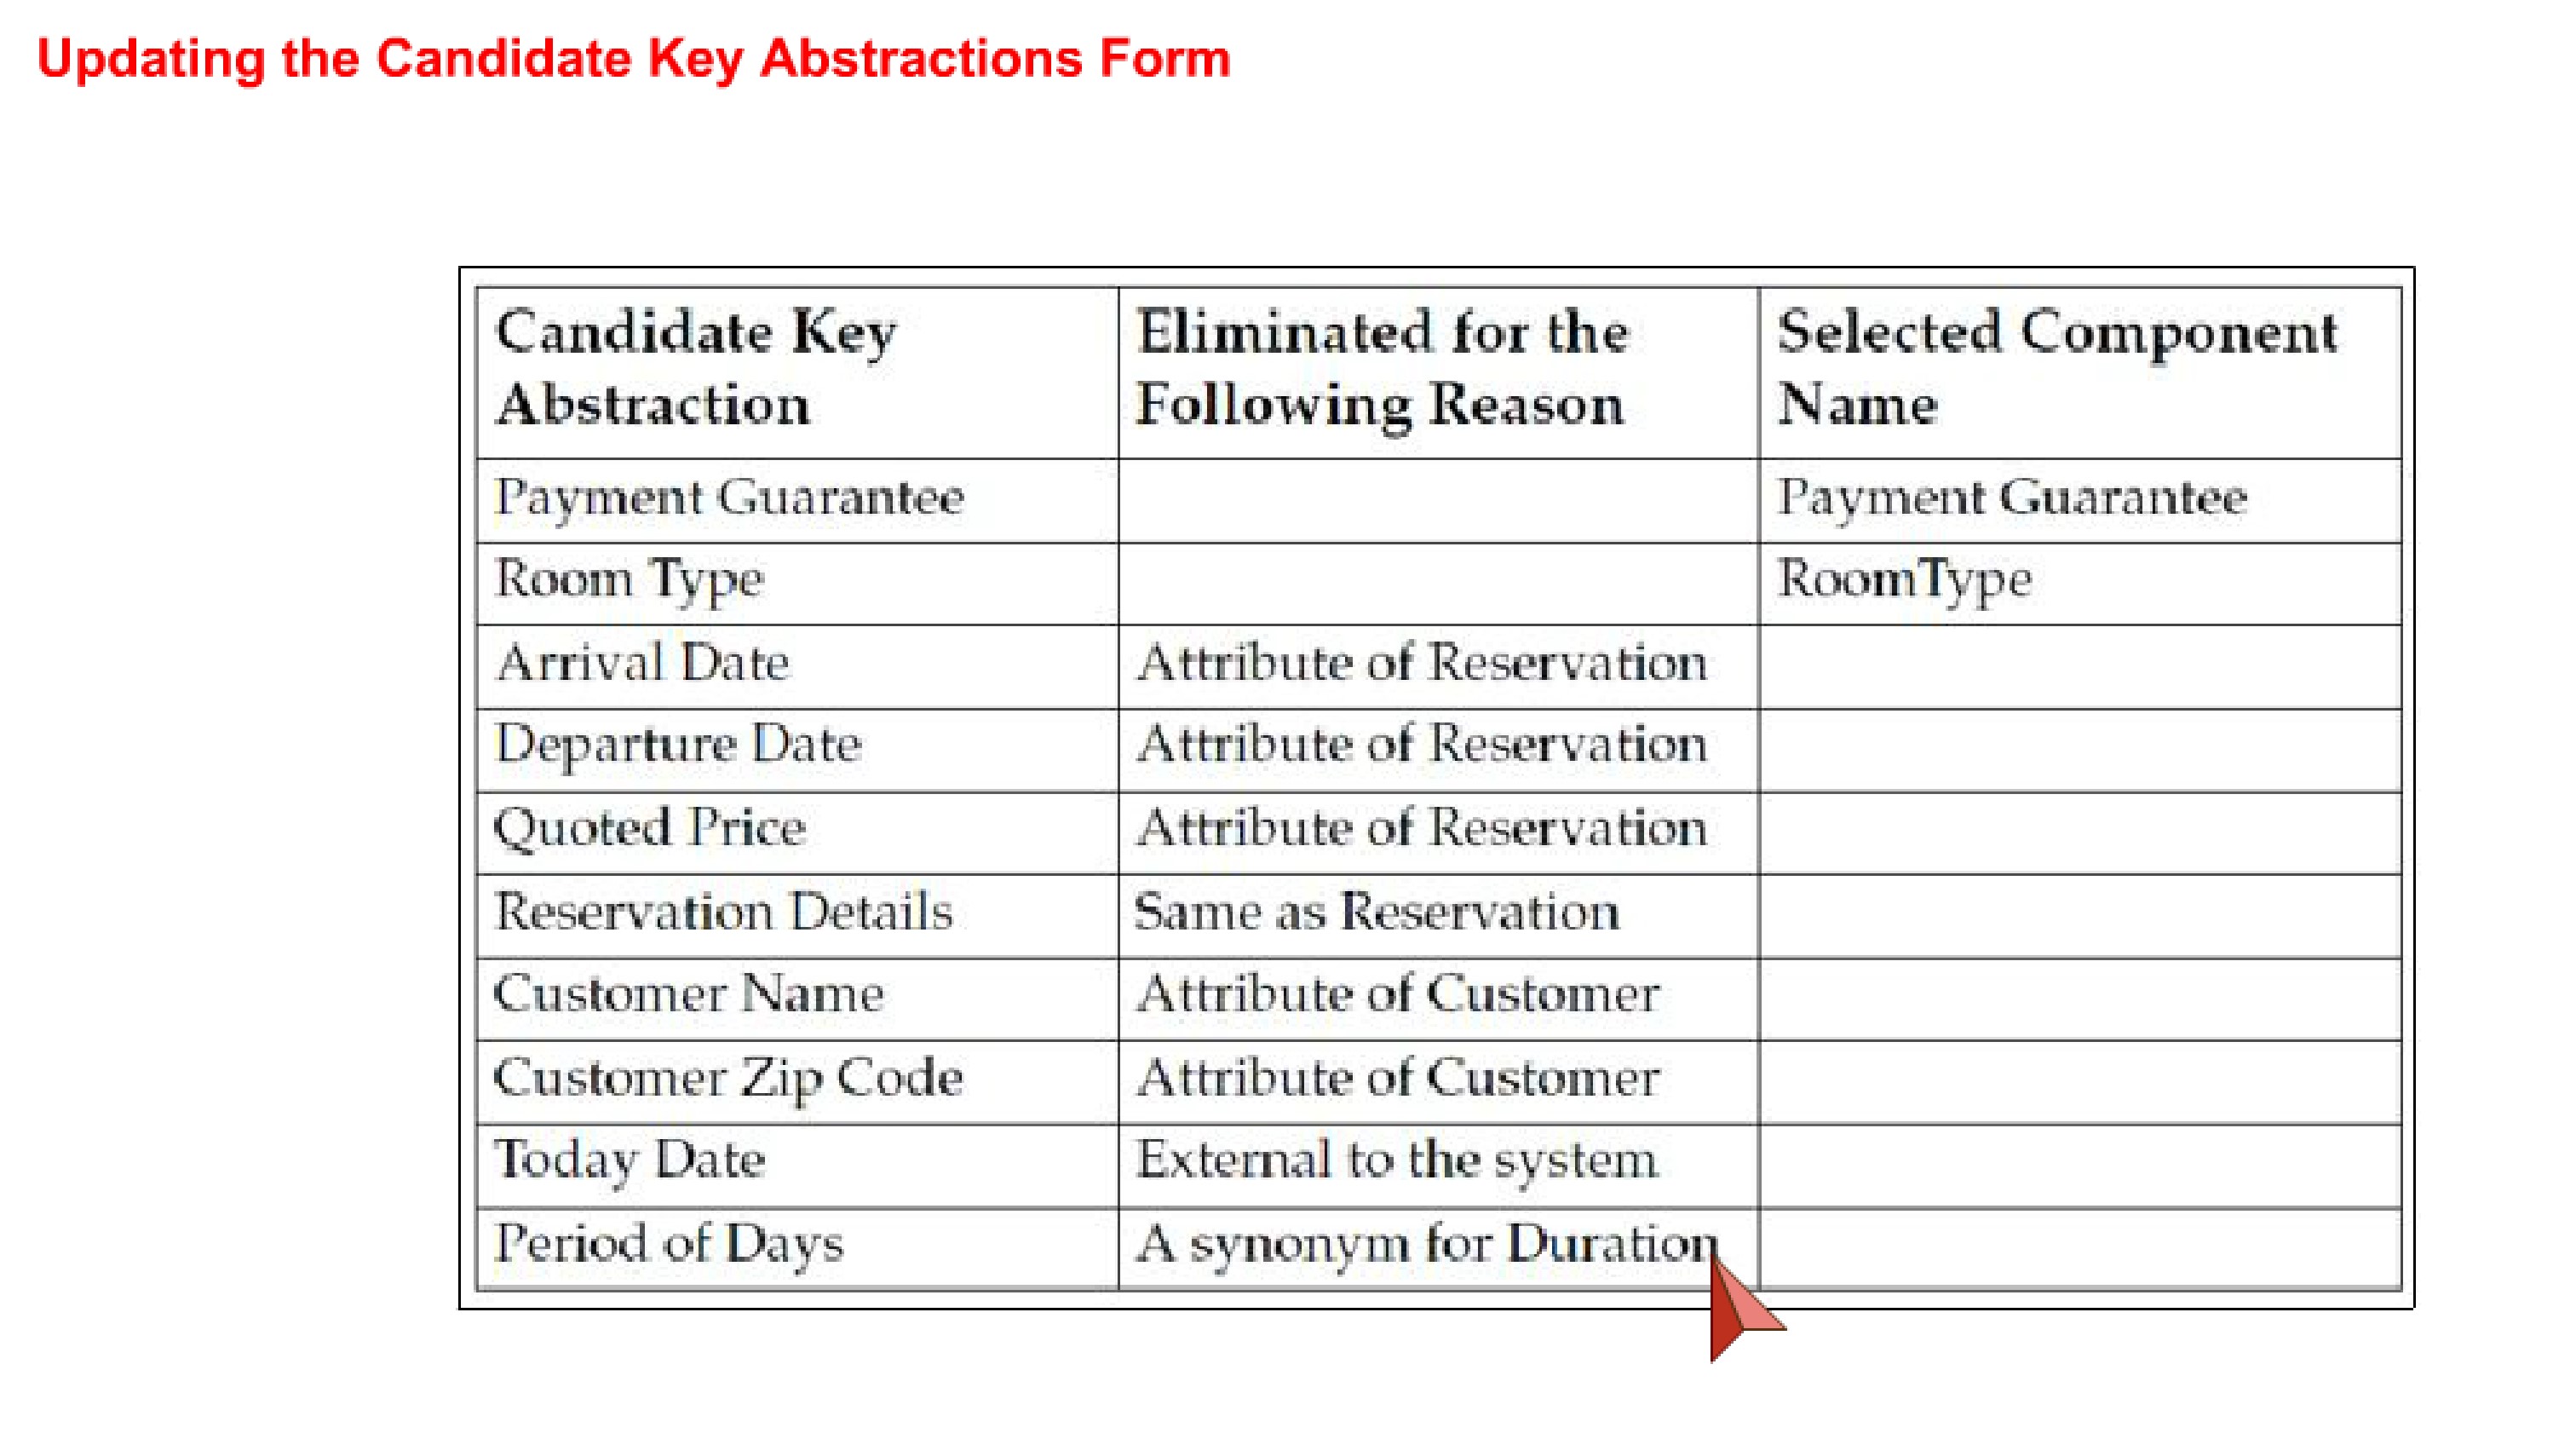 Updating the Candidate Key Abstractions Form
Candidate Key Abstraction
Eliminated for the Following Reason
Selected Component Name
Payment Guarantee
Payment Guarantee
Room Type
RoomType
Arrival Date
Attribute of Reservation
Departure Date
Attribute of Reservation
Quoted Price
Attribute of Reservation
Reservation Details
Same as Reservation
Customer Name
Attribute of Customer
Customer Zip Code
Attribute of Customer
Today Date
External to the system
Period of Days
A synonym for Duration